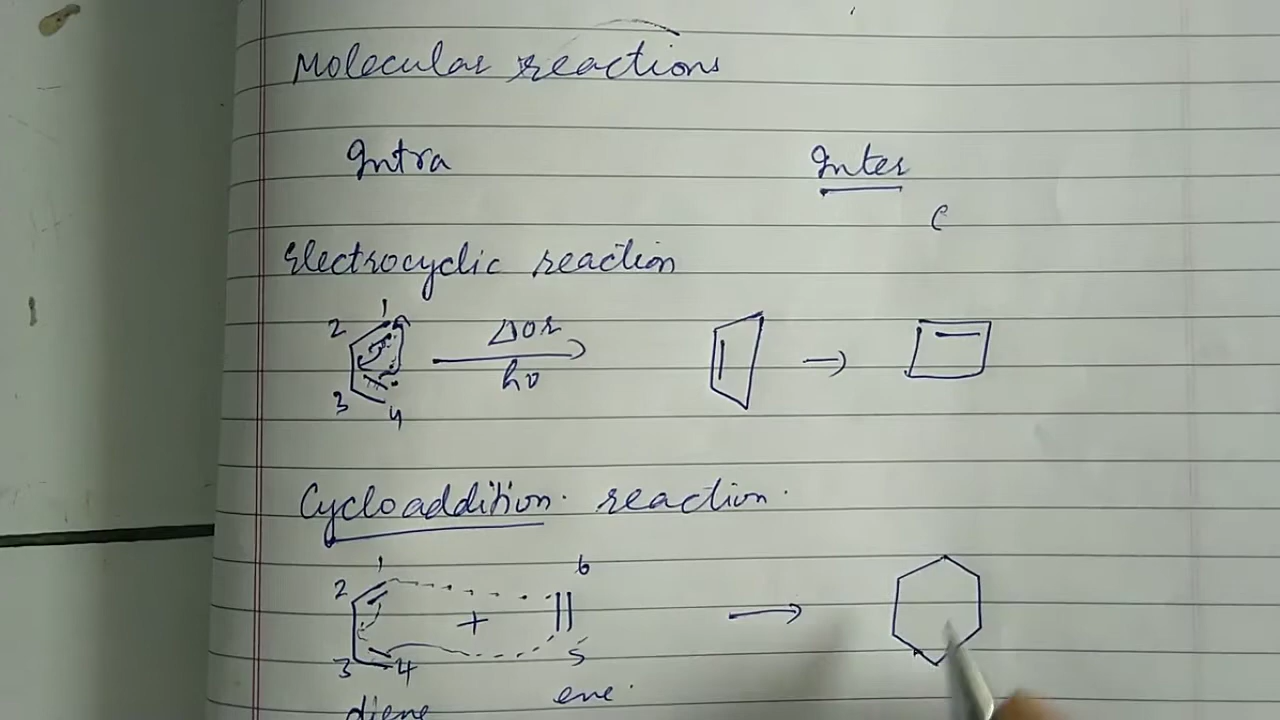 Molecular reactions
Intra Inter
C
Electrocyclic reaction
1
2 Δ or
hν
3 4
Cycloaddition reaction
1 6
2 +
3 4 5
diene ene